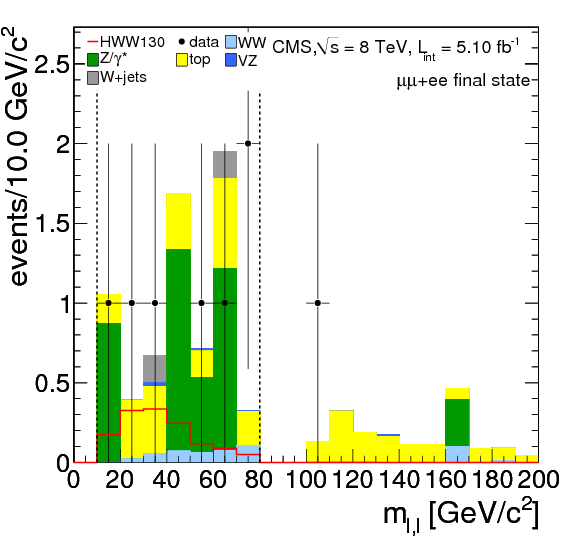 HWW130 data WW CMS,√s = 8 TeV, L_int = 5.10 fb⁻¹
Z/γ* top VZ
W+jets μμ+ee final state
events/10.0 GeV/c²
2.5
2
1.5
1
0.5
0
0 20 40 60 80 100 120 140 160 180 200
m_l,l [GeV/c²]